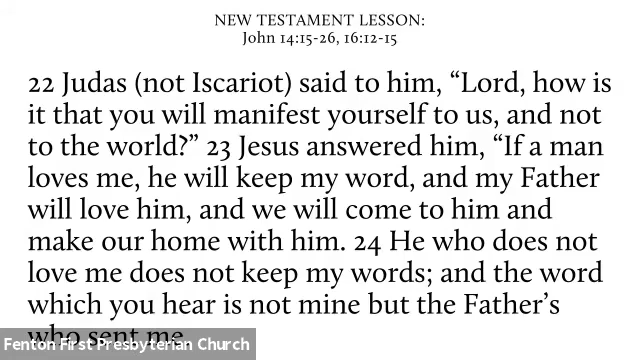 NEW TESTAMENT LESSON:
John 14:15-26, 16:12-15
22 Judas (not Iscariot) said to him, “Lord, how is
it that you will manifest yourself to us, and not
to the world?” 23 Jesus answered him, “If a man
loves me, he will keep my word, and my Father
will love him, and we will come to him and
make our home with him. 24 He who does not
love me does not keep my words; and the word
which you hear is not mine but the Father’s
who sent me.
Fenton First Presbyterian Church